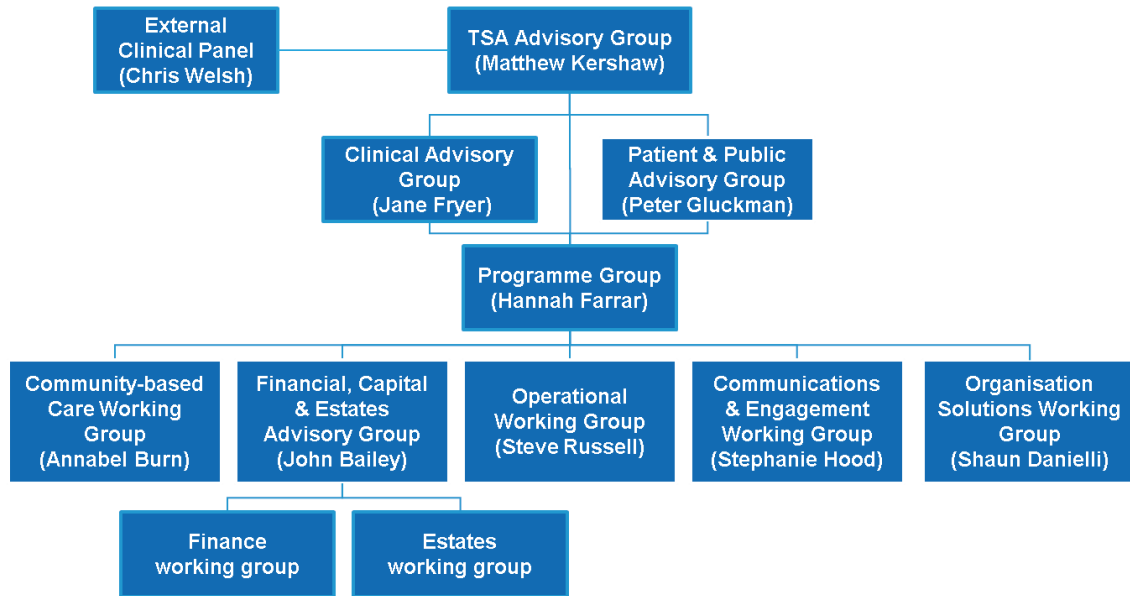 External
Clinical Panel
(Chris Welsh)
TSA Advisory Group
(Matthew Kershaw)
Clinical Advisory
Group
(Jane Fryer)
Patient & Public
Advisory Group
(Peter Gluckman)
Programme Group
(Hannah Farrar)
Community-based
Care Working
Group
(Annabel Burn)
Financial, Capital
& Estates
Advisory Group
(John Bailey)
Operational
Working Group
(Steve Russell)
Communications
& Engagement
Working Group
(Stephanie Hood)
Organisation
Solutions Working
Group
(Shaun Danielli)
Finance
working group
Estates
working group